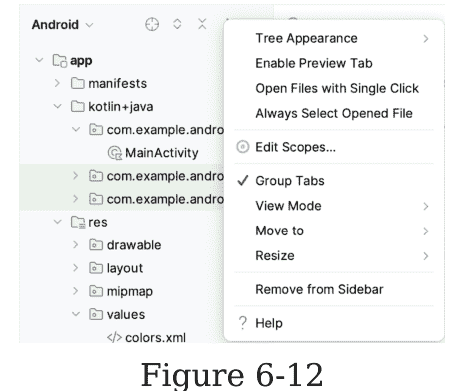 Android
app
manifests
kotlin+java
com.example.andro
MainActivity
com.example.andro
com.example.andro
res
drawable
layout
mipmap
values
</> colors.xml
Tree Appearance
Enable Preview Tab
Open Files with Single Click
Always Select Opened File
Edit Scopes...
✓ Group Tabs
View Mode
Move to
Resize
Remove from Sidebar
? Help
Figure 6-12